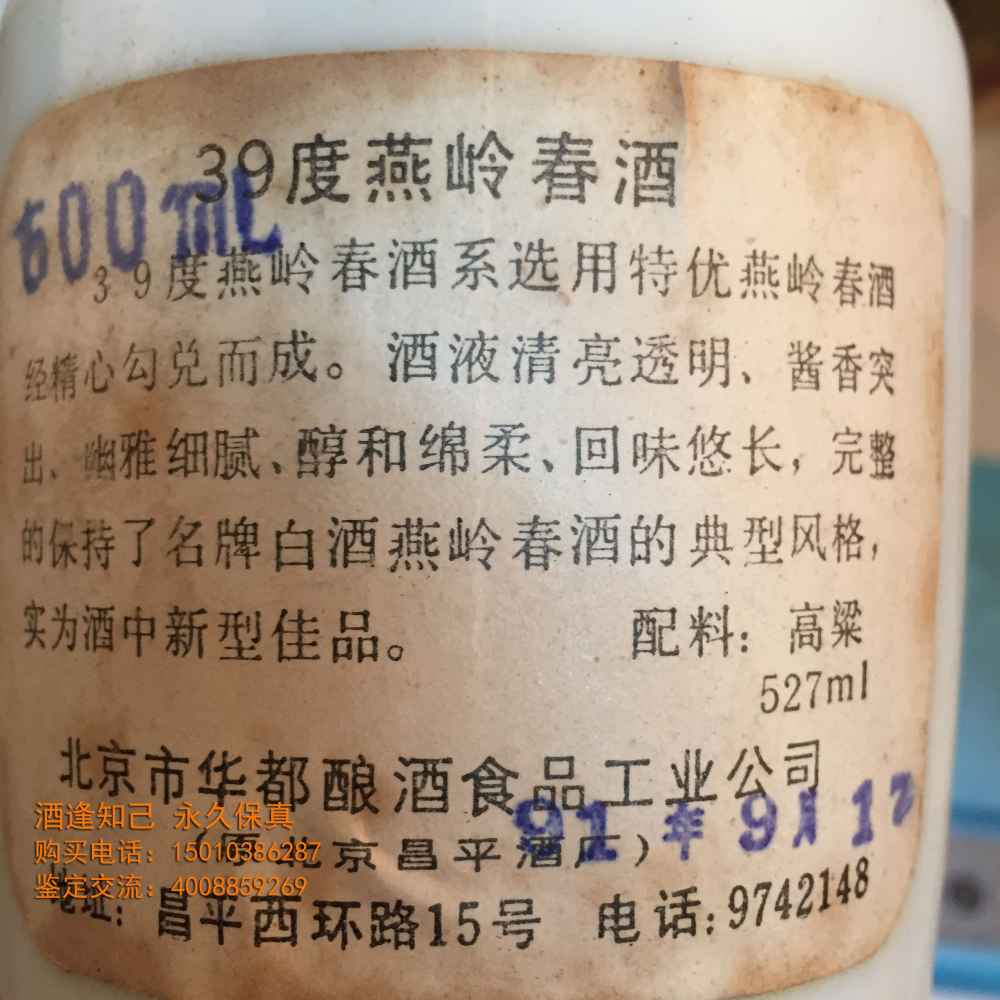 39度燕岭春酒
500mL
39度燕岭春酒系选用特优燕岭春酒
经精心勾兑而成。酒液清亮透明、酱香突
出、幽雅细腻、醇和绵柔、回味悠长，完整
的保持了名牌白酒燕岭春酒的典型风格，
实为酒中新型佳品。 配料：高粱
527ml
北京市华都酿酒食品工业公司
91年9月12
(原北京昌平酒厂)
地址：昌平西环路15号 电话：9742148
酒逢知己 永久保真
购买电话：15010386287
鉴定交流：4008859269